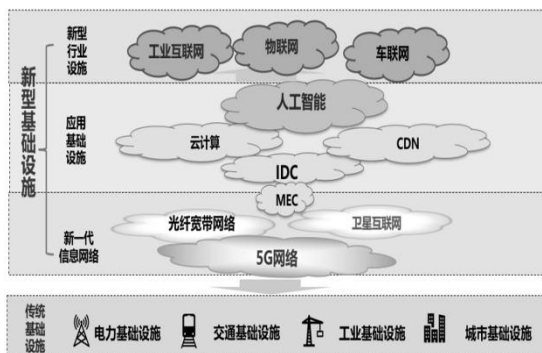 新型基础设施
新型
行业
设施
工业互联网
物联网
车联网
应用
基础
设施
人工智能
云计算
CDN
IDC
MEC
新一代
信息网络
光纤宽带网络
卫星互联网
5G网络
传统
基础
设施
电力基础设施
交通基础设施
工业基础设施
城市基础设施